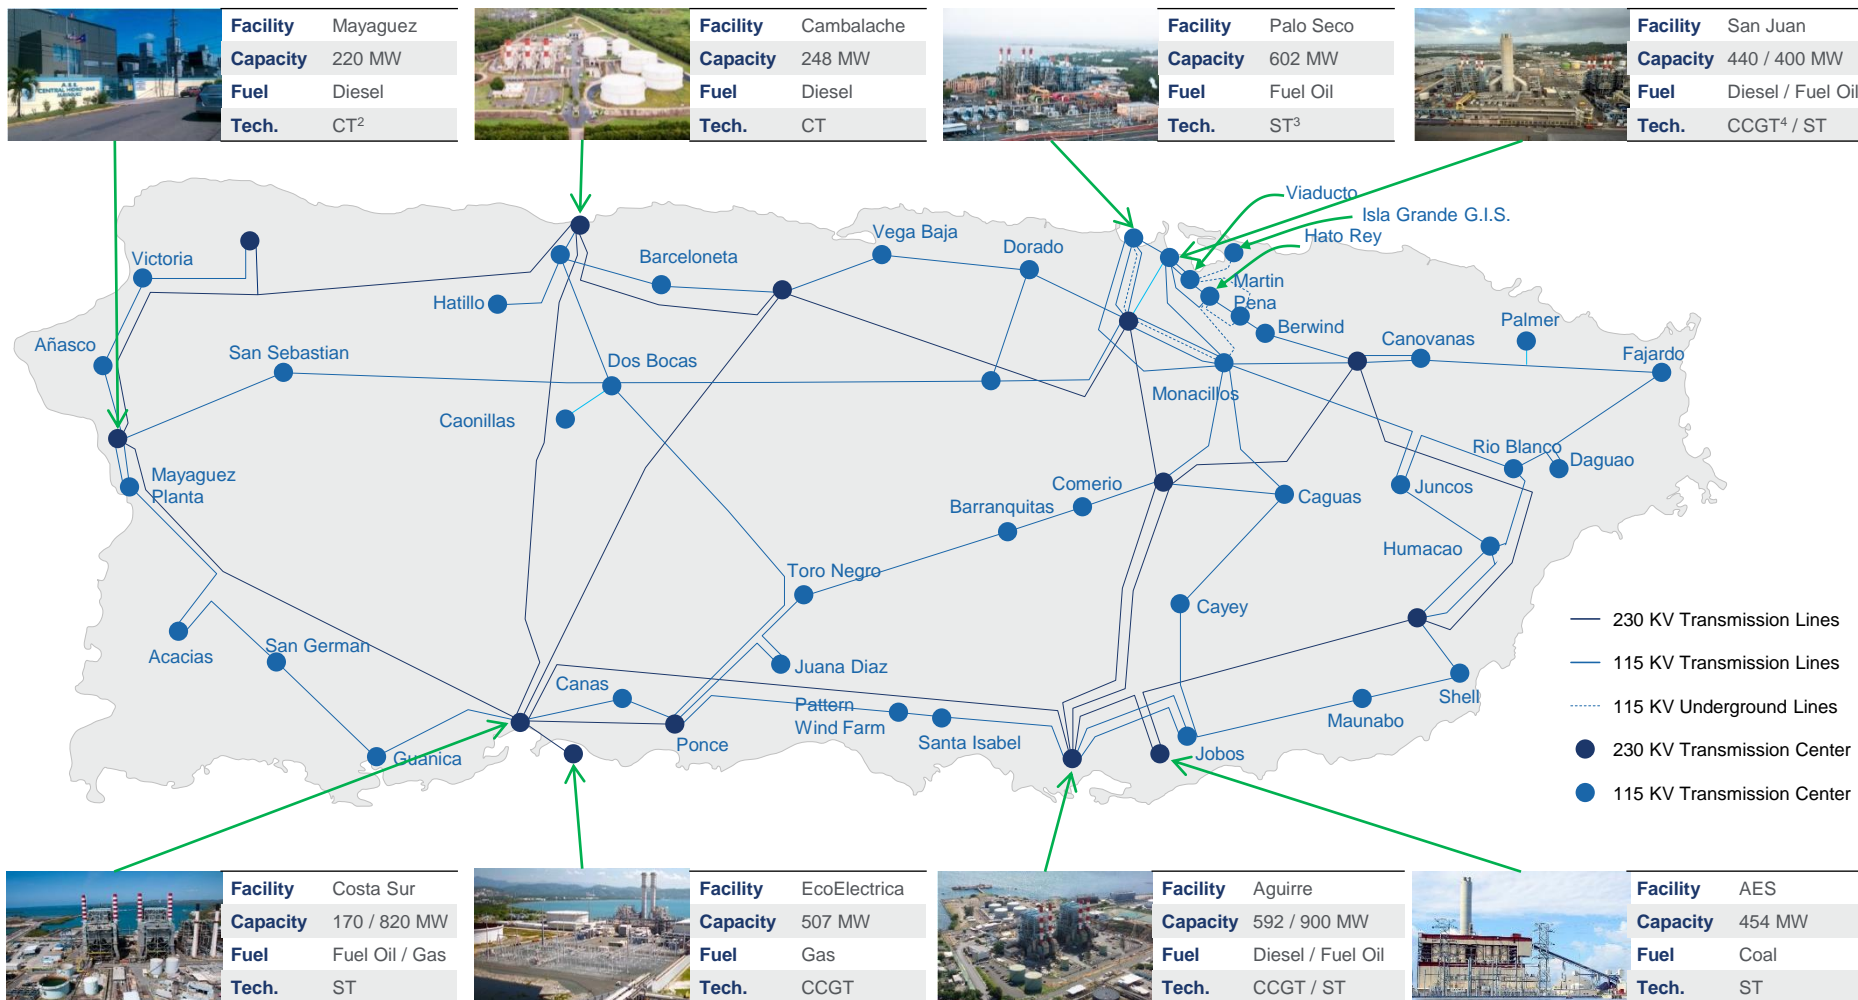 Facility Mayaguez
Capacity 220 MW
Fuel Diesel
Tech. CT2
Facility Cambalache
Capacity 248 MW
Fuel Diesel
Tech. CT
Facility Palo Seco
Capacity 602 MW
Fuel Fuel Oil
Tech. ST3
Facility San Juan
Capacity 440 / 400 MW
Fuel Diesel / Fuel Oil
Tech. CCGT4 / ST
Viaducto
Isla Grande G.I.S.
Hato Rey
Victoria
Barceloneta
Vega Baja
Dorado
Martin
Pena
Hatillo
Berwind
Canovanas
Palmer
Fajardo
Añasco
San Sebastian
Dos Bocas
Monacillos
Caonillas
Mayaguez
Planta
Rio Blanco
Daguao
Juncos
Comerio
Caguas
Barranquitas
Humacao
Toro Negro
Cayey
Acacias
San German
Juana Diaz
Canas
Pattern
Wind Farm
Santa Isabel
Ponce
Guanica
Jobos
Maunabo
Shell
230 KV Transmission Lines
115 KV Transmission Lines
115 KV Underground Lines
230 KV Transmission Center
115 KV Transmission Center
Facility Costa Sur
Capacity 170 / 820 MW
Fuel Fuel Oil / Gas
Tech. ST
Facility EcoElectrica
Capacity 507 MW
Fuel Gas
Tech. CCGT
Facility Aguirre
Capacity 592 / 900 MW
Fuel Diesel / Fuel Oil
Tech. CCGT / ST
Facility AES
Capacity 454 MW
Fuel Coal
Tech. ST